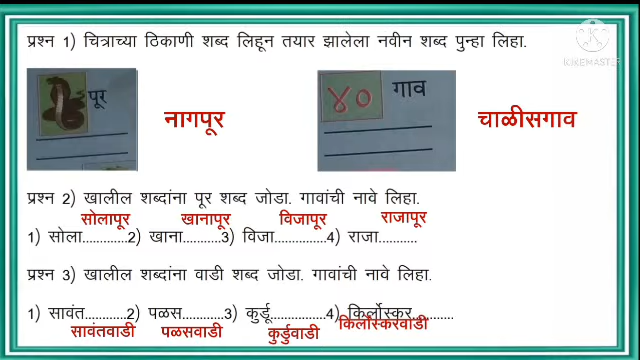 प्रश्न 1) चित्राच्या ठिकाणी शब्द लिहून तयार झालेला नवीन शब्द पुन्हा लिहा.
KINEMASTER
पूर
नागपूर
४०
गाव
चाळीसगाव
प्रश्न 2) खालील शब्दांना पूर शब्द जोडा. गावांची नावे लिहा.
सोलापूर खानापूर विजापूर राजापूर
1) सोला............2) खाना..........3) विजा..............4) राजा..........
प्रश्न 3) खालील शब्दांना वाडी शब्द जोडा. गावांची नावे लिहा.
1) सावंत...........2) पळस...........3) कुर्डू..............4) किर्लोस्कर...........
सावंतवाडी पळसवाडी कुर्डुवाडी किर्लोस्करवाडी